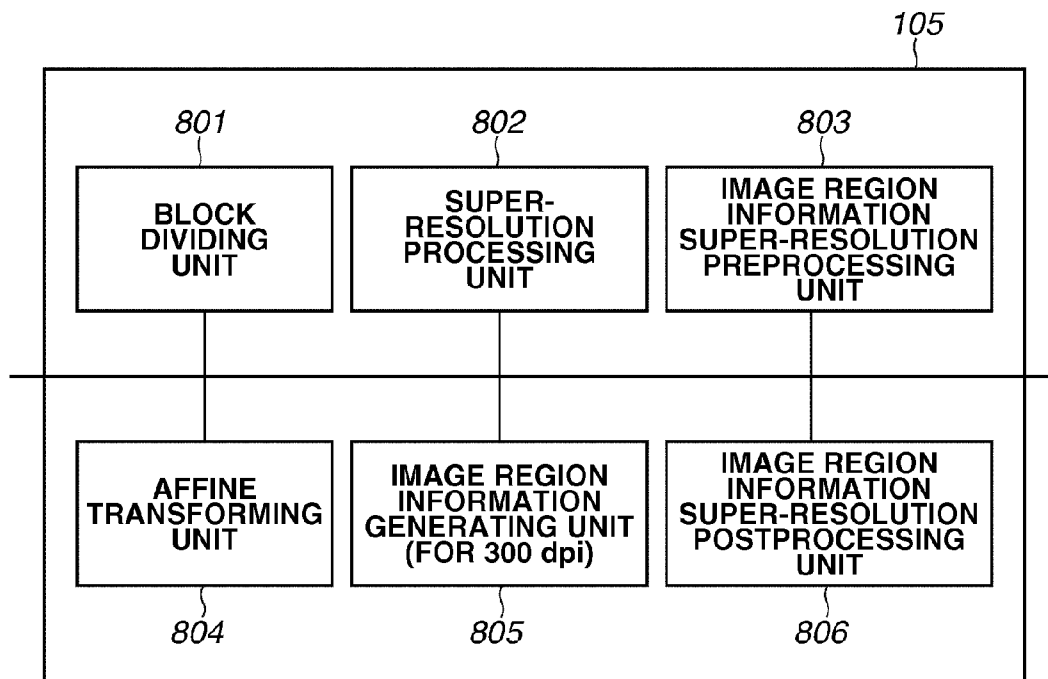 105
801
802
803
BLOCK
DIVIDING
UNIT
SUPER-
RESOLUTION
PROCESSING
UNIT
IMAGE REGION
INFORMATION
SUPER-RESOLUTION
PREPROCESSING
UNIT
AFFINE
TRANSFORMING
UNIT
IMAGE REGION
INFORMATION
GENERATING UNIT
(FOR 300 dpi)
IMAGE REGION
INFORMATION
SUPER-RESOLUTION
POSTPROCESSING
UNIT
804
805
806